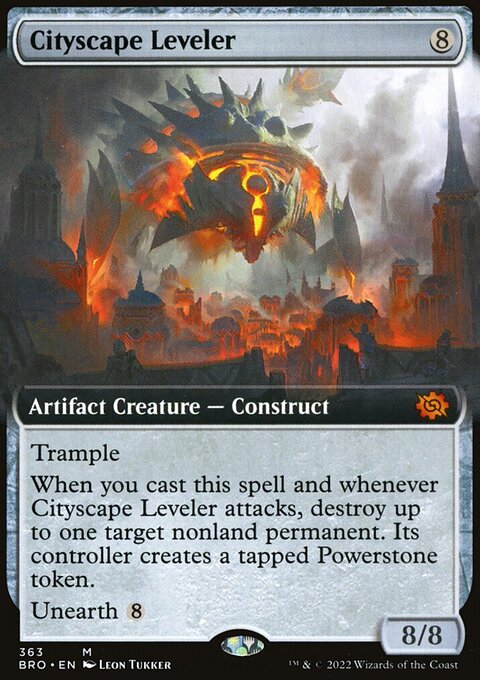 Cityscape Leveler 8
Artifact Creature — Construct
Trample
When you cast this spell and whenever
Cityscape Leveler attacks, destroy up
to one target nonland permanent. Its
controller creates a tapped Powerstone
token.
Unearth 8
8/8
363 M
BRO • EN Leon Tukker
™ & © 2022 Wizards of the Coast